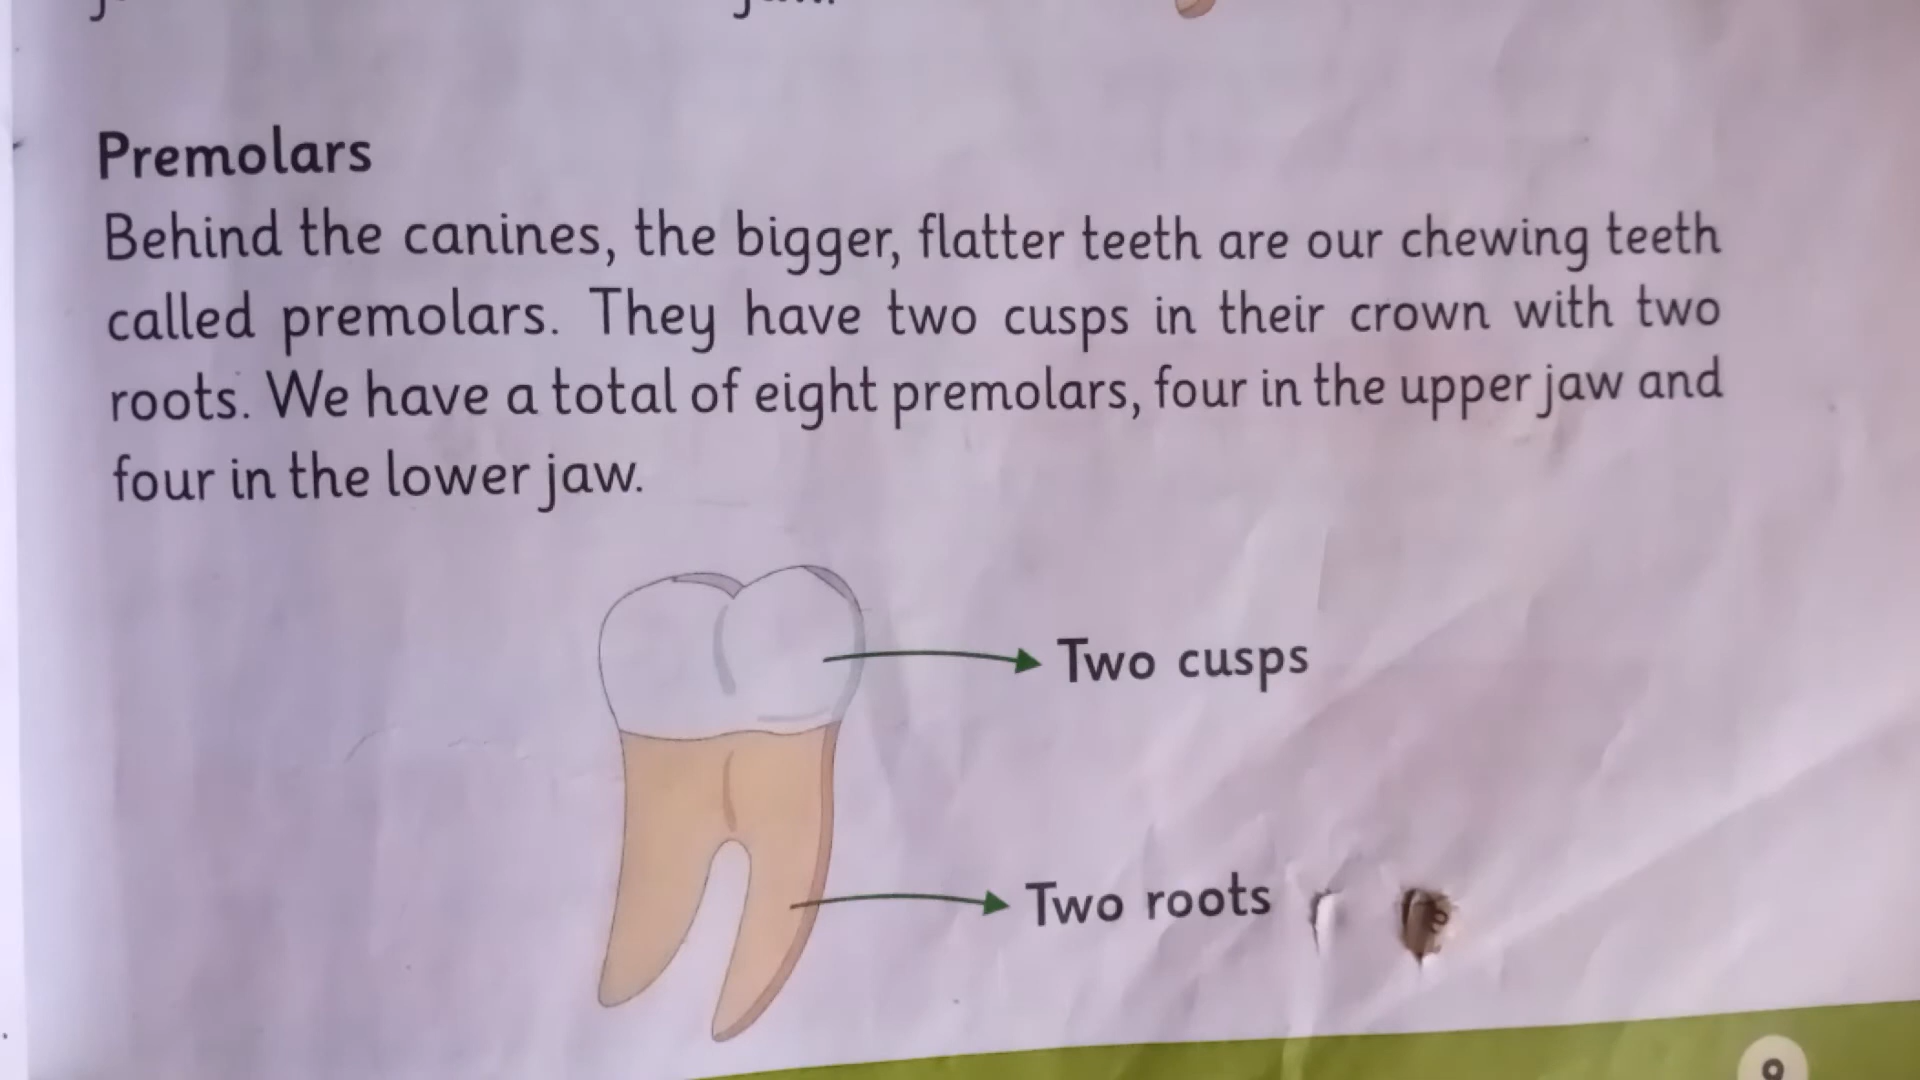 Premolars
Behind the canines, the bigger, flatter teeth are our chewing teeth
called premolars. They have two cusps in their crown with two
roots. We have a total of eight premolars, four in the upper jaw and
four in the lower jaw.
Two cusps
Two roots